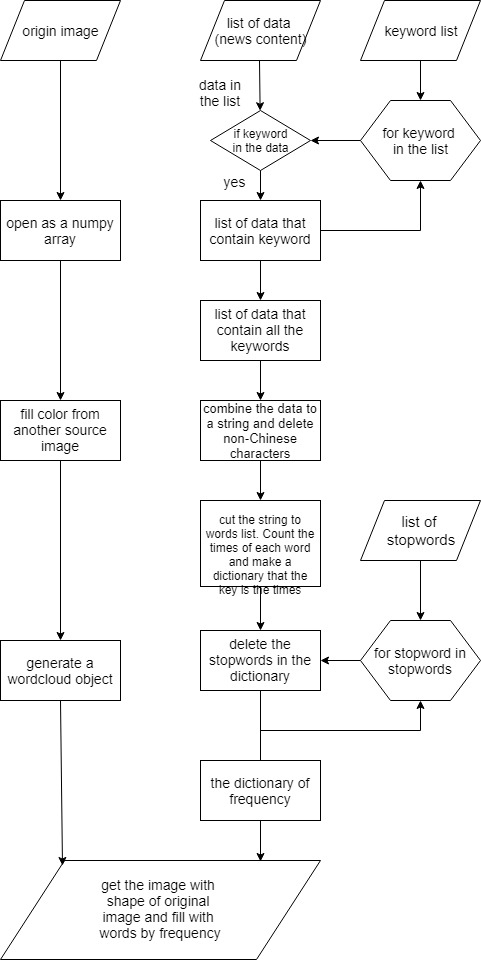 origin image
list of data
(news content)
keyword list
data in
the list
if keyword
in the data
for keyword
in the list
yes
open as a numpy
array
list of data that
contain keyword
list of data that
contain all the
keywords
fill color from
another source
image
combine the data to
a string and delete
non-Chinese
characters
cut the string to
words list. Count the
times of each word
and make a
dictionary that the
key is the times
list of
stopwords
generate a
wordcloud object
delete the
stopwords in the
dictionary
for stopword in
stopwords
the dictionary of
frequency
get the image with
shape of original
image and fill with
words by frequency